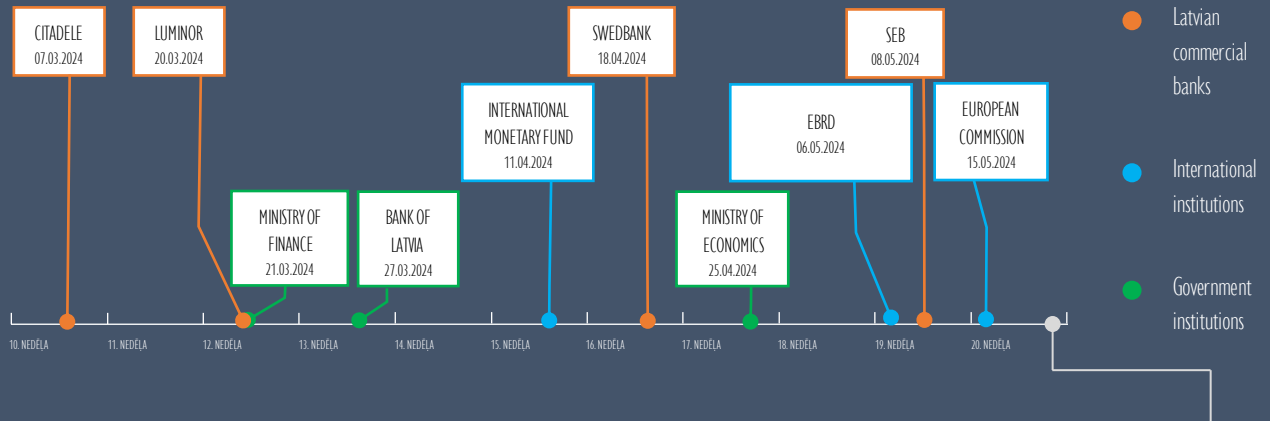 CITADELE
07.03.2024
LUMINOR
20.03.2024
MINISTRY OF
FINANCE
21.03.2024
BANK OF
LATVIA
27.03.2024
INTERNATIONAL
MONETARY FUND
11.04.2024
SWEDBANK
18.04.2024
MINISTRY OF
ECONOMICS
25.04.2024
EBRD
06.05.2024
SEB
08.05.2024
EUROPEAN
COMMISSION
15.05.2024
10. NEDĒĻA
11. NEDĒĻA
12. NEDĒĻA
13. NEDĒĻA
14. NEDĒĻA
15. NEDĒĻA
16. NEDĒĻA
17. NEDĒĻA
18. NEDĒĻA
19. NEDĒĻA
20. NEDĒĻA
Latvian
commercial
banks
International
institutions
Government
institutions